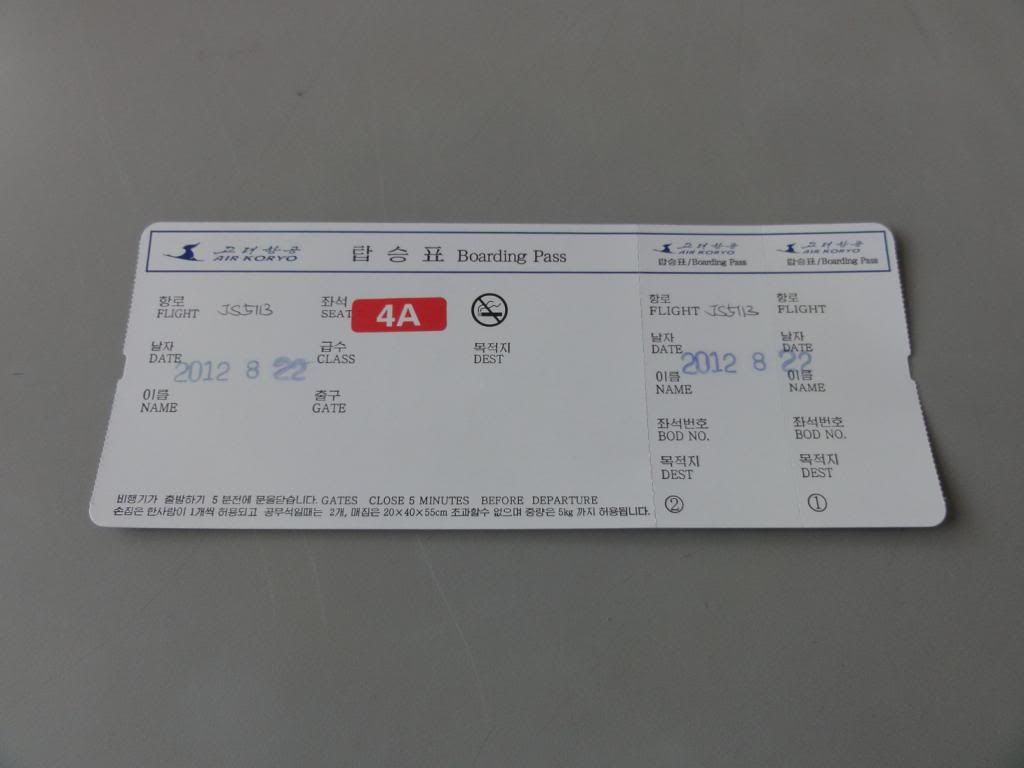 고려항공
AIR KORYO
탑승표 Boarding Pass
항로
FLIGHT JS5113
좌석
SEAT 4A
날자
DATE 2012 8 22
급수
CLASS
목적지
DEST
이름
NAME
출구
GATE
비행기가 출발하기 5 분전에 문을닫습니다. GATES CLOSE 5 MINUTES BEFORE DEPARTURE
손짐은 한사람이 1개씩 허용되고 공무석일때는 2개, 매짐은 20×40×55cm 초과할수 없으며 중량은 5kg 까지 허용됩니다.
고려항공
AIR KORYO
탑승표/Boarding Pass
항로
FLIGHT JS5113
날자
DATE 2012 8 22
이름
NAME
좌석번호
BOD NO.
목적지
DEST
②
고려항공
AIR KORYO
탑승표/Boarding Pass
항로
FLIGHT
날자
DATE
이름
NAME
좌석번호
BOD NO.
목적지
DEST
①